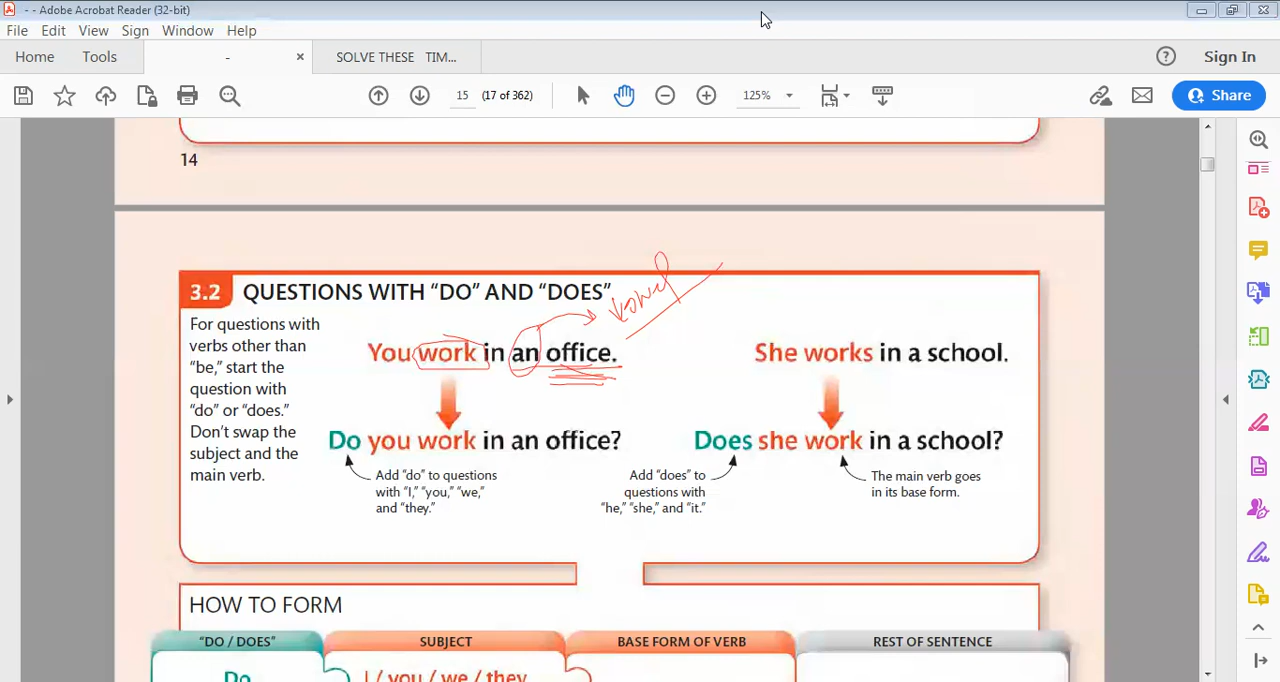 - - Adobe Acrobat Reader (32-bit)
File Edit View Sign Window Help
Home Tools - × SOLVE THESE TIM... ? Sign In
15 (17 of 362) 125% Share
14
3.2 QUESTIONS WITH “DO” AND “DOES”
For questions with
verbs other than
“be,” start the
question with
“do” or “does.”
Don’t swap the
subject and the
main verb.
vowel
You work in an office.
Do you work in an office?
Add “do” to questions
with “I,” “you,” “we,”
and “they.”
She works in a school.
Does she work in a school?
Add “does” to
questions with
“he,” “she,” and “it.”
The main verb goes
in its base form.
HOW TO FORM
“DO / DOES” SUBJECT BASE FORM OF VERB REST OF SENTENCE
Do I / you / we / they